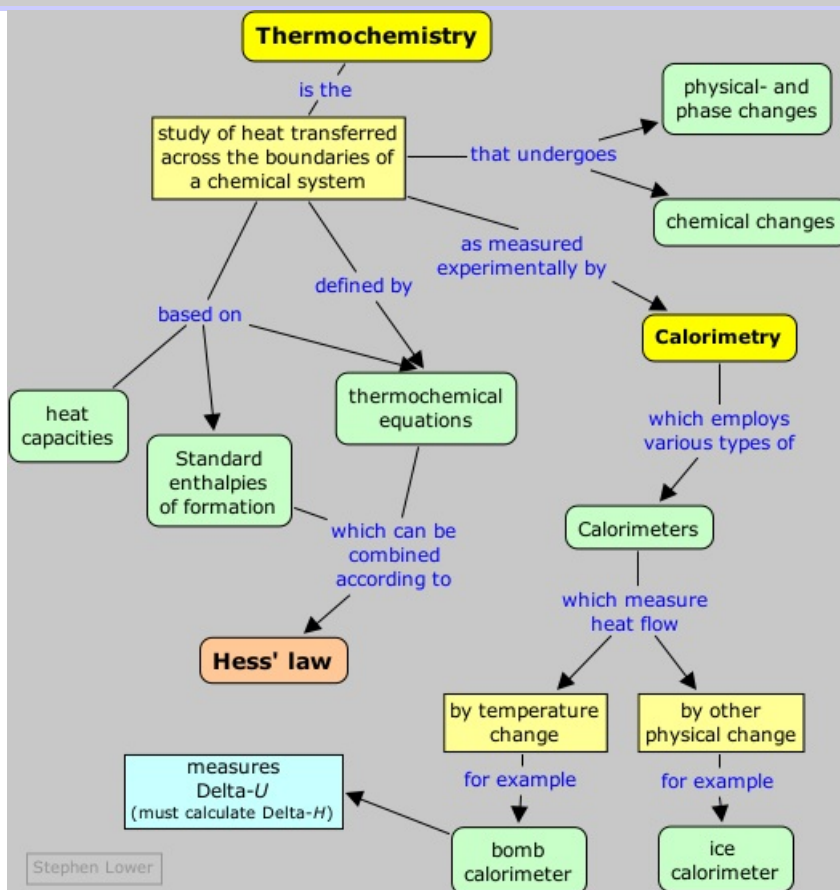 Thermochemistry
is the
study of heat transferred
across the boundaries of
a chemical system
that undergoes
physical- and
phase changes
chemical changes
as measured
experimentally by
Calorimetry
based on
defined by
heat
capacities
Standard
enthalpies
of formation
thermochemical
equations
which can be
combined
according to
Hess' law
which employs
various types of
Calorimeters
which measure
heat flow
by temperature
change
by other
physical change
for example
for example
measures
Delta-U
(must calculate Delta-H)
bomb
calorimeter
ice
calorimeter
Stephen Lower